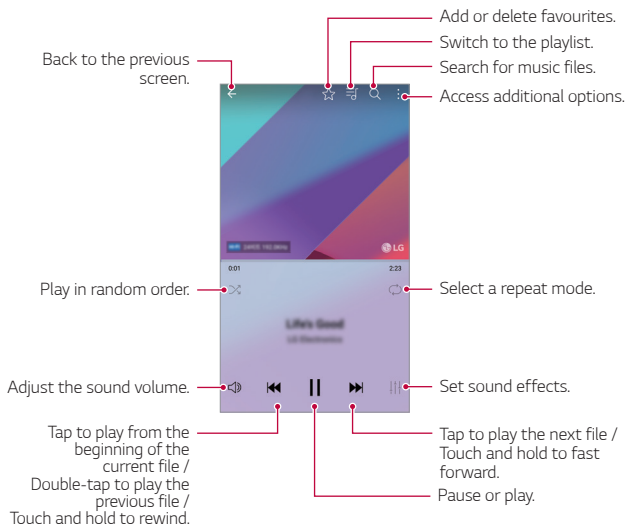 Add or delete favourites.
Switch to the playlist.
Back to the previous
screen.
Search for music files.
Access additional options.
LG
0:01
2:23
Play in random order.
Select a repeat mode.
Life's Good
LG Electronics
Adjust the sound volume.
Set sound effects.
Tap to play from the
beginning of the
current file /
Double-tap to play the
previous file /
Touch and hold to rewind.
Tap to play the next file /
Touch and hold to fast
forward.
Pause or play.